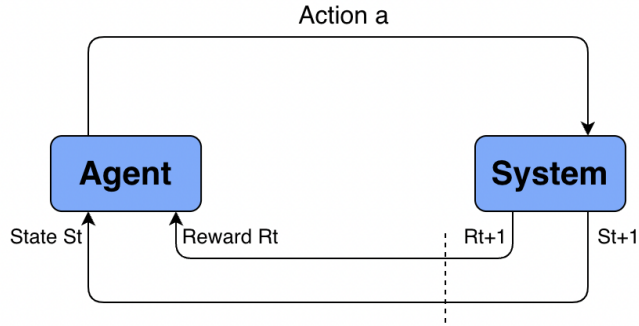 Action a
Agent
System
State St
Reward Rt
Rt+1
St+1